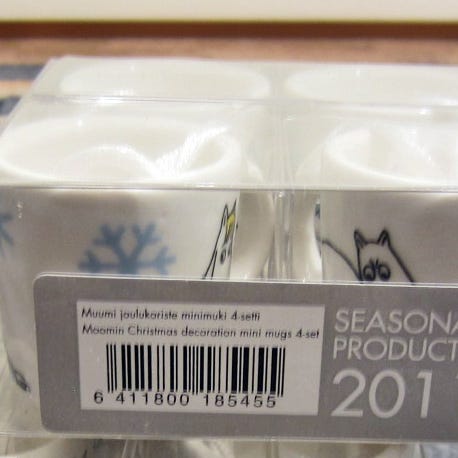 Muumi joulukoriste minimuki 4-setti
Moomin Christmas decoration mini mugs 4-set
6 411800 185455
SEASONA
PRODUCT
201